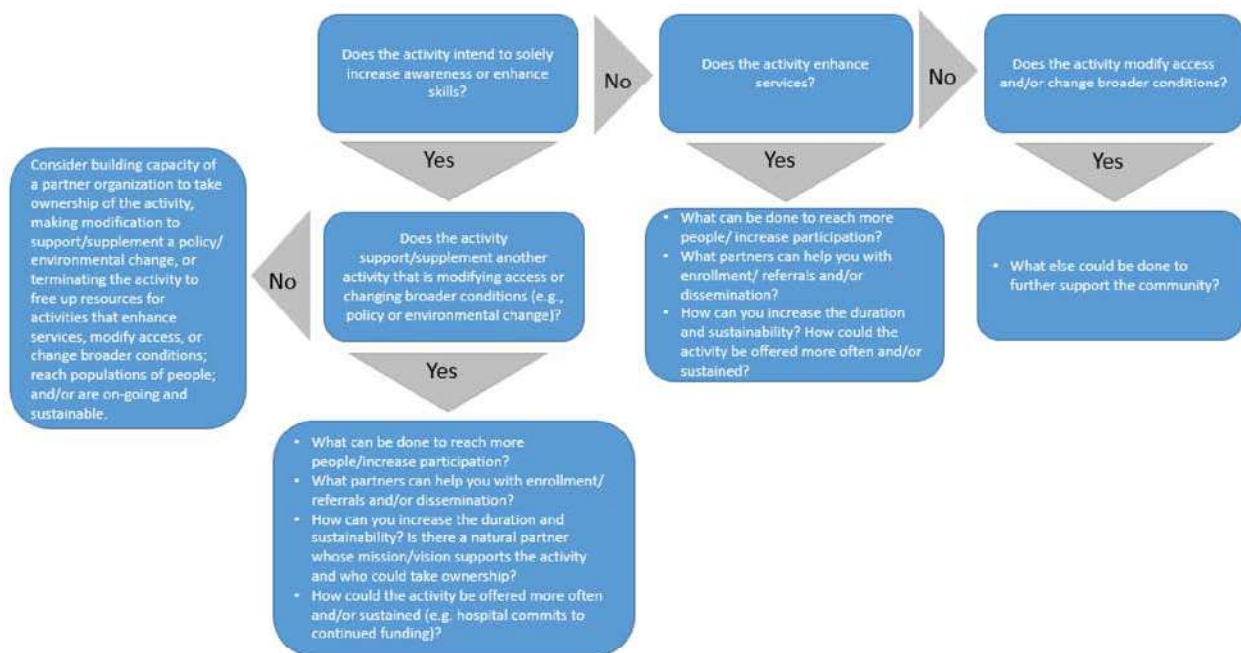 Does the activity intend to solely
increase awareness or enhance
skills?
No
Does the activity enhance
services?
No
Does the activity modify access
and/or change broader conditions?
Yes
Yes
Yes
Consider building capacity of
a partner organization to take
ownership of the activity,
making modification to
support/supplement a policy/
environmental change, or
terminating the activity to
free up resources for
activities that enhance
services, modify access, or
change broader conditions;
reach populations of people;
and/or are on-going and
sustainable.
No
Does the activity
support/supplement another
activity that is modifying access or
changing broader conditions (e.g.,
policy or environmental change)?
• What can be done to reach more
people/ increase participation?
• What partners can help you with
enrollment/ referrals and/or
dissemination?
• How can you increase the duration
and sustainability? How could the
activity be offered more often and/or
sustained?
• What else could be done to
further support the community?
Yes
• What can be done to reach more
people/increase participation?
• What partners can help you with enrollment/
referrals and/or dissemination?
• How can you increase the duration and
sustainability? Is there a natural partner
whose mission/vision supports the activity
and who could take ownership?
• How could the activity be offered more often
and/or sustained (e.g. hospital commits to
continued funding)?